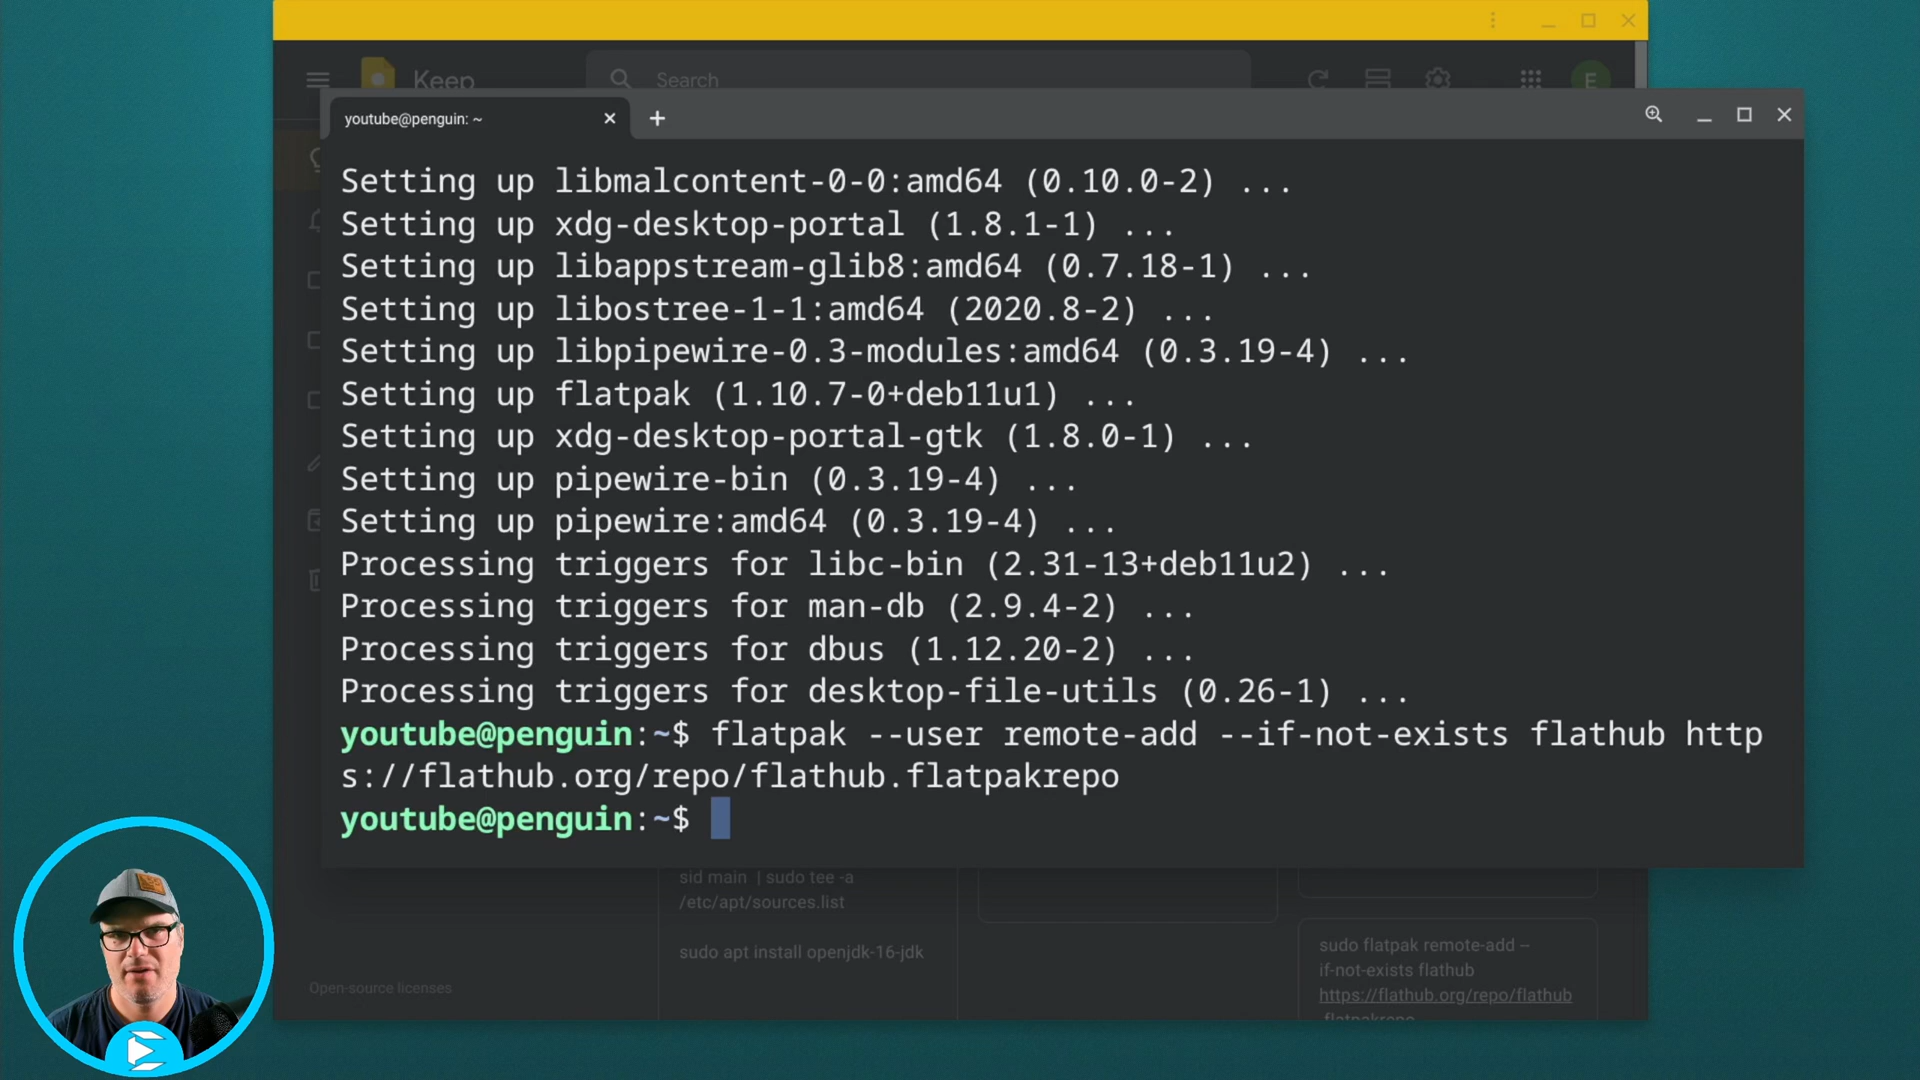 Keep
Search
E
youtube@penguin: ~
Setting up libmalcontent-0-0:amd64 (0.10.0-2) ...
Setting up xdg-desktop-portal (1.8.1-1) ...
Setting up libappstream-glib8:amd64 (0.7.18-1) ...
Setting up libostree-1-1:amd64 (2020.8-2) ...
Setting up libpipewire-0.3-modules:amd64 (0.3.19-4) ...
Setting up flatpak (1.10.7-0+deb11u1) ...
Setting up xdg-desktop-portal-gtk (1.8.0-1) ...
Setting up pipewire-bin (0.3.19-4) ...
Setting up pipewire:amd64 (0.3.19-4) ...
Processing triggers for libc-bin (2.31-13+deb11u2) ...
Processing triggers for man-db (2.9.4-2) ...
Processing triggers for dbus (1.12.20-2) ...
Processing triggers for desktop-file-utils (0.26-1) ...
youtube@penguin:~$ flatpak --user remote-add --if-not-exists flathub http
s://flathub.org/repo/flathub.flatpakrepo
youtube@penguin:~$
sid main | sudo tee -a
/etc/apt/sources.list
sudo apt install openjdk-16-jdk
Open-source licenses
sudo flatpak remote-add –
if-not-exists flathub
https://flathub.org/repo/flathub
.flatpakrepo